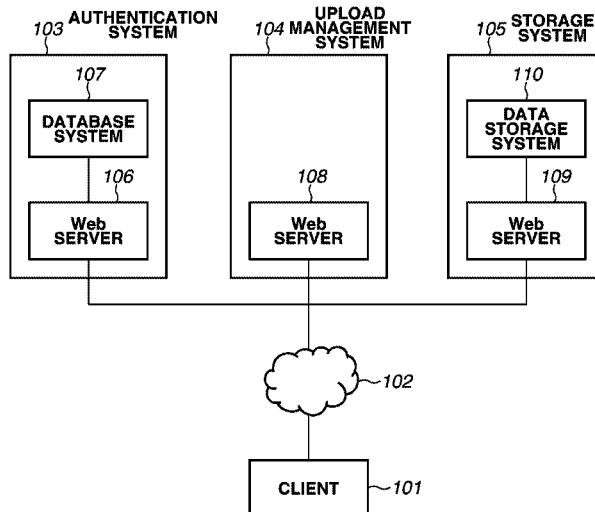 103
AUTHENTICATION
SYSTEM
104
UPLOAD
MANAGEMENT
SYSTEM
105
STORAGE
SYSTEM
107
DATABASE
SYSTEM
110
DATA
STORAGE
SYSTEM
106
Web
SERVER
108
Web
SERVER
109
Web
SERVER
102
CLIENT
101